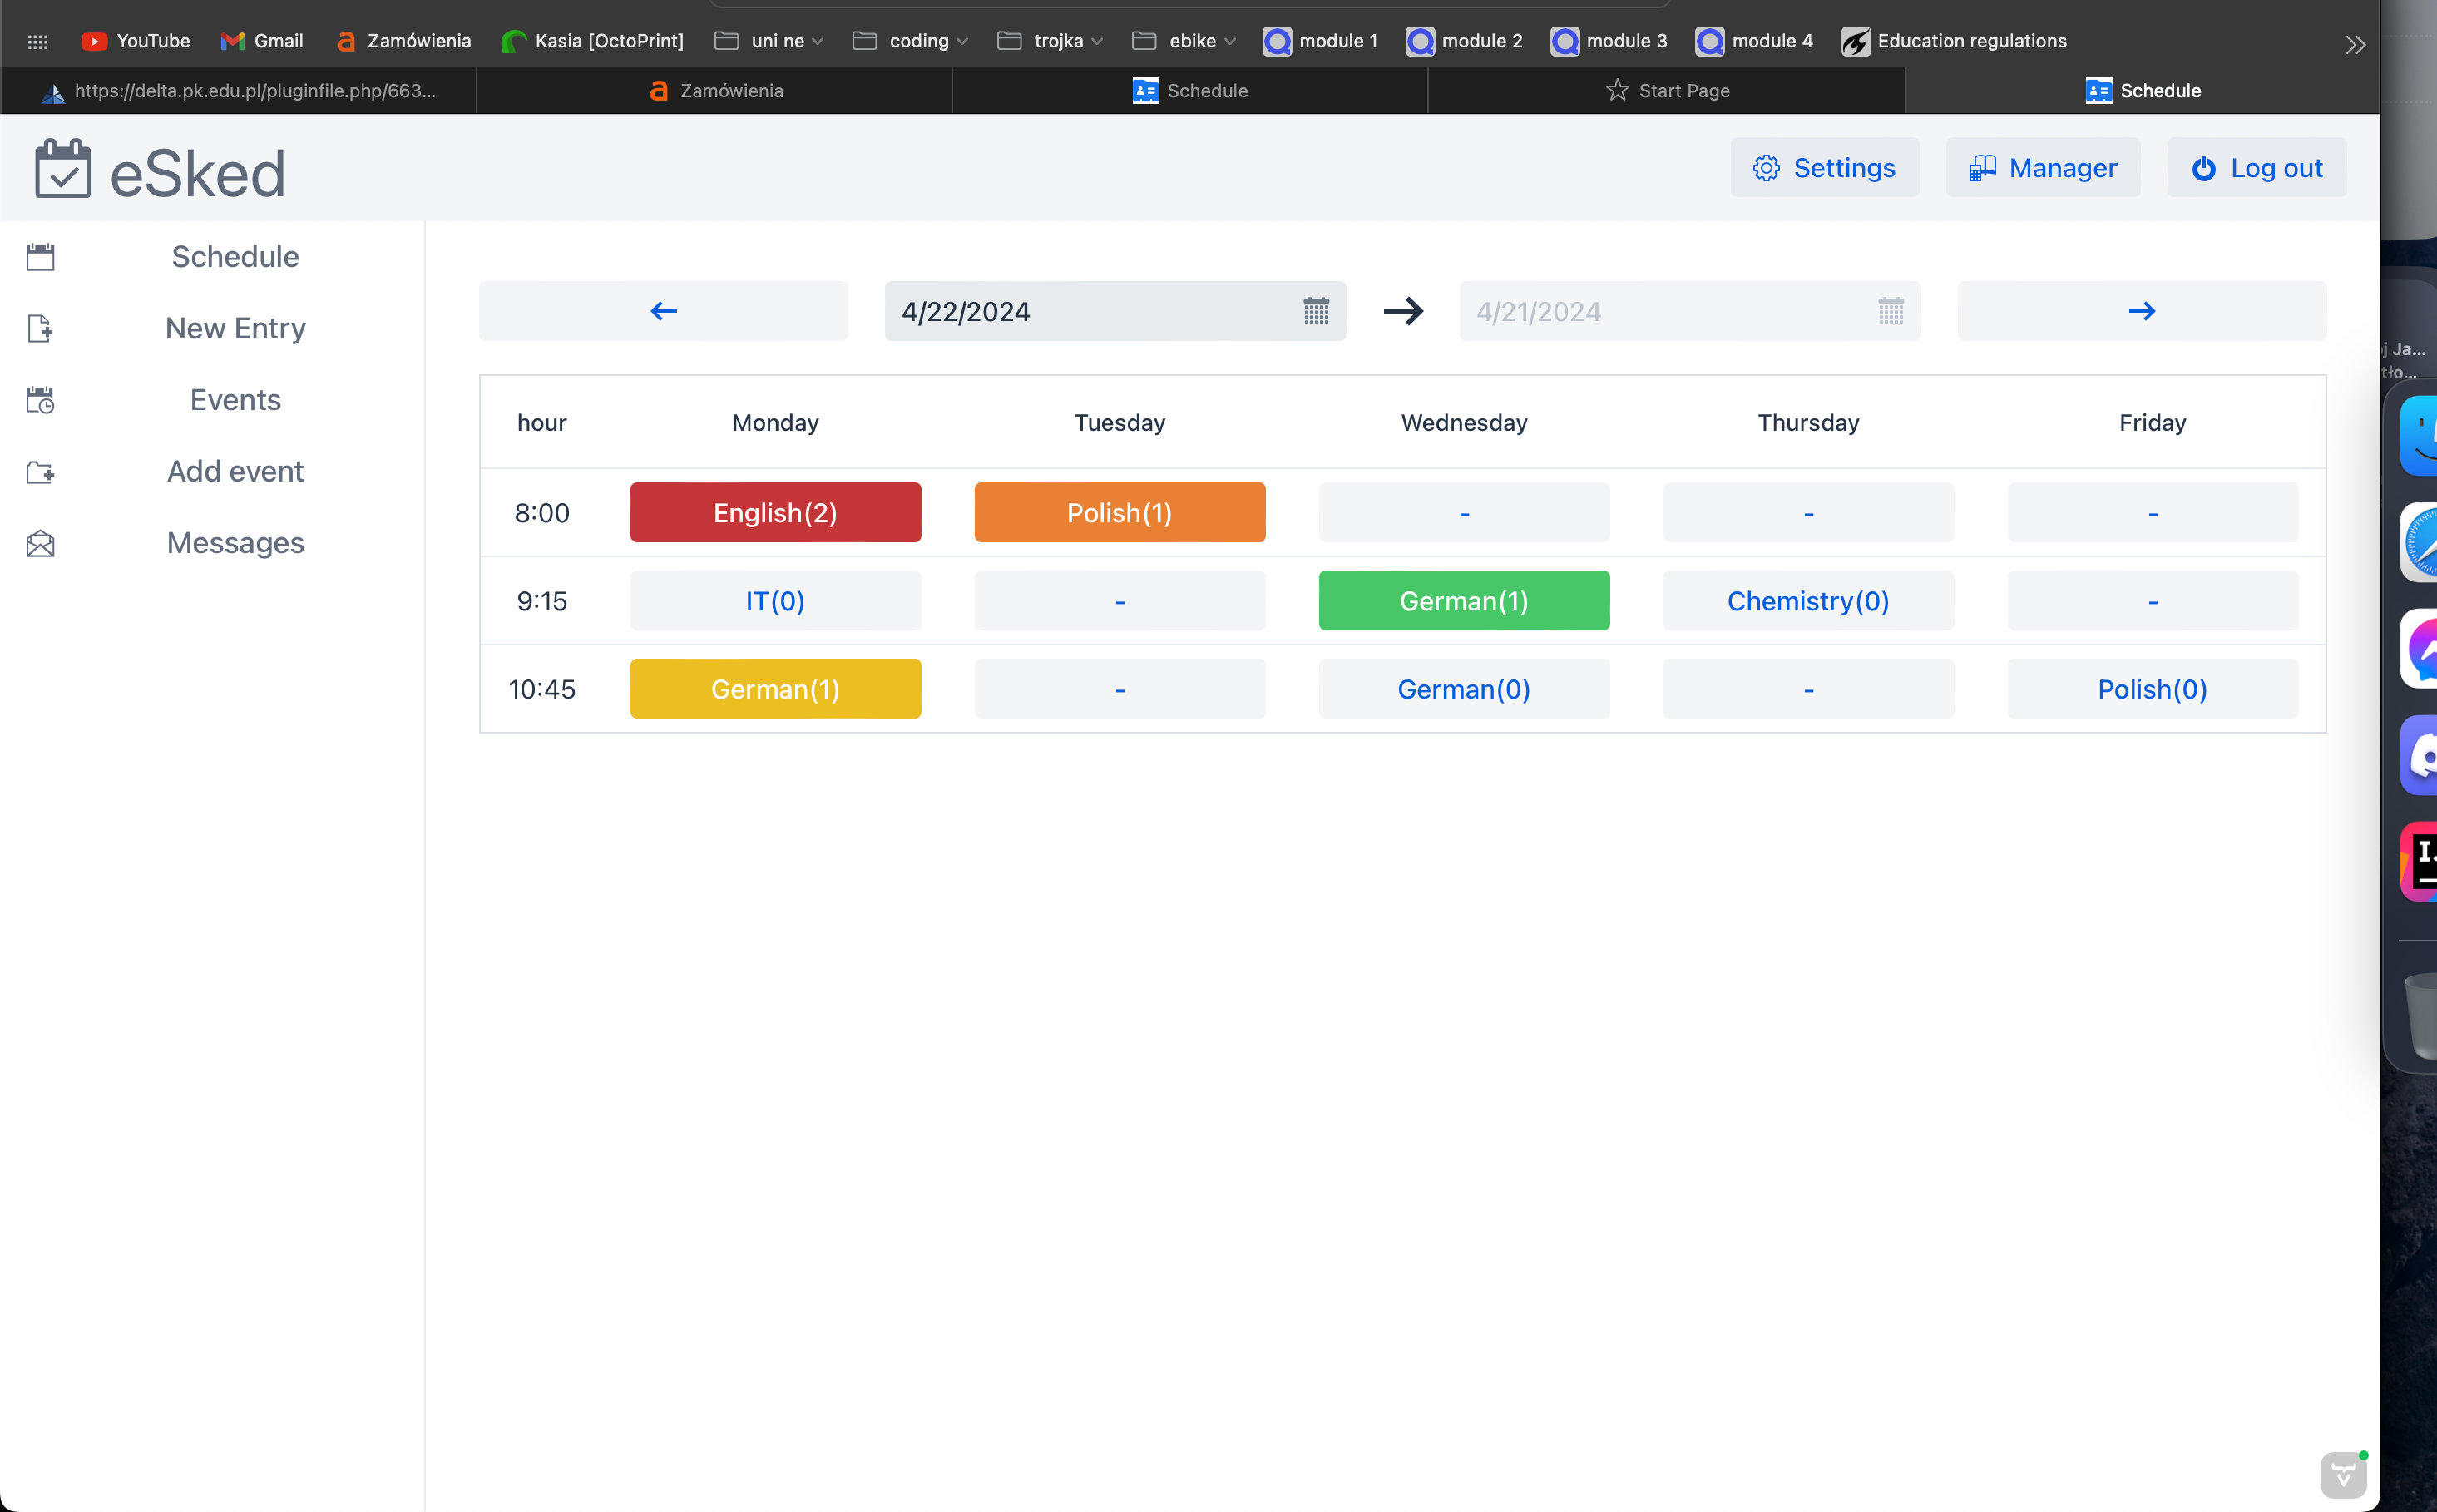 YouTube Gmail Zamówienia Kasia [OctoPrint] uni ne coding trojka ebike module 1 module 2 module 3 module 4 Education regulations
https://delta.pk.edu.pl/pluginfile.php/663... Zamówienia Schedule Start Page Schedule
eSked Settings Manager Log out
Schedule
New Entry
Events
Add event
Messages
4/22/2024 4/21/2024
hour Monday Tuesday Wednesday Thursday Friday
8:00 English(2) Polish(1) - - -
9:15 IT(0) - German(1) Chemistry(0) -
10:45 German(1) - German(0) - Polish(0)
Ja...